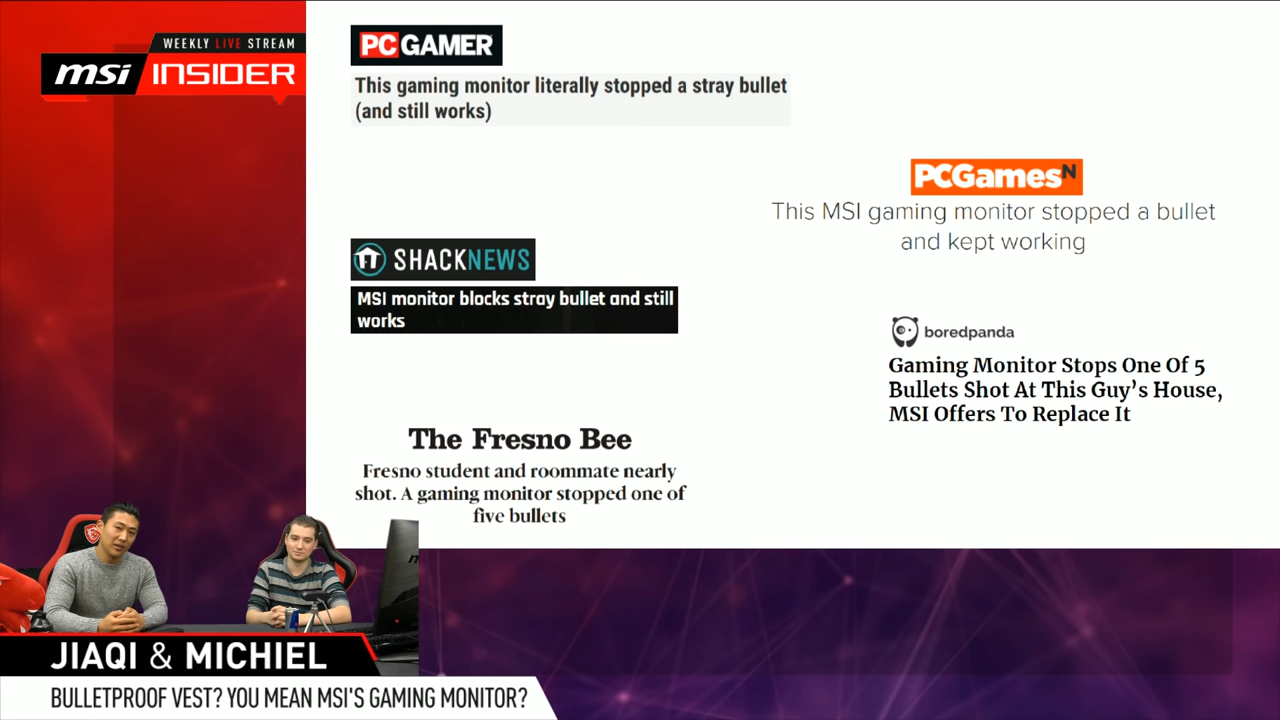 WEEKLY LIVE STREAM
msi INSIDER
PC GAMER
This gaming monitor literally stopped a stray bullet
(and still works)
PCGamesN
This MSI gaming monitor stopped a bullet
and kept working
SHACKNEWS
MSI monitor blocks stray bullet and still
works
boredpanda
Gaming Monitor Stops One Of 5
Bullets Shot At This Guy’s House,
MSI Offers To Replace It
The Fresno Bee
Fresno student and roommate nearly
shot. A gaming monitor stopped one of
five bullets
JIAQI & MICHIEL
BULLETPROOF VEST? YOU MEAN MSI'S GAMING MONITOR?